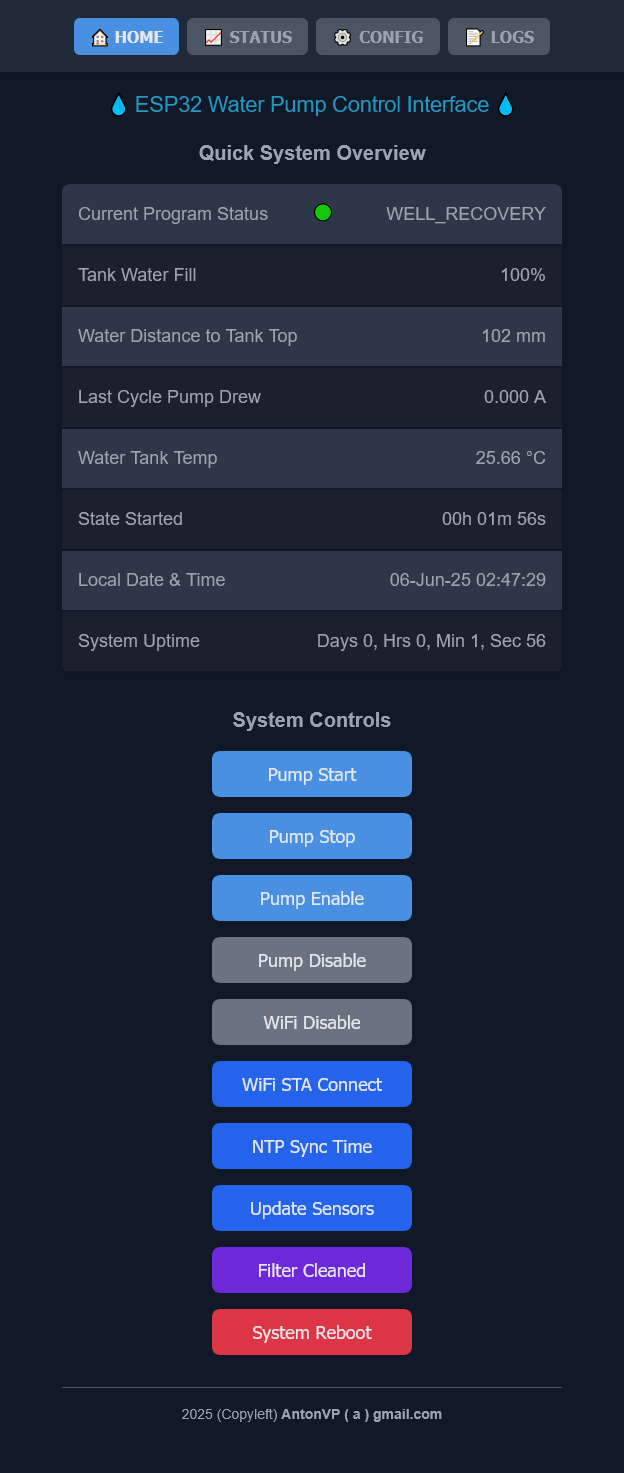 🏠 HOME 📈 STATUS ⚙️ CONFIG 📝 LOGS
💧 ESP32 Water Pump Control Interface 💧
Quick System Overview
Current Program Status WELL_RECOVERY
Tank Water Fill 100%
Water Distance to Tank Top 102 mm
Last Cycle Pump Drew 0.000 A
Water Tank Temp 25.66 °C
State Started 00h 01m 56s
Local Date & Time 06-Jun-25 02:47:29
System Uptime Days 0, Hrs 0, Min 1, Sec 56
System Controls
Pump Start
Pump Stop
Pump Enable
Pump Disable
WiFi Disable
WiFi STA Connect
NTP Sync Time
Update Sensors
Filter Cleaned
System Reboot
2025 (Copyleft) AntonVP ( a ) gmail.com